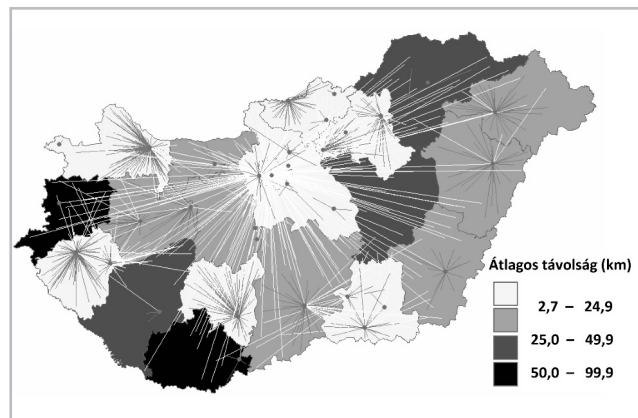 Átlagos távolság (km)
2,7 – 24,9
25,0 – 49,9
50,0 – 99,9